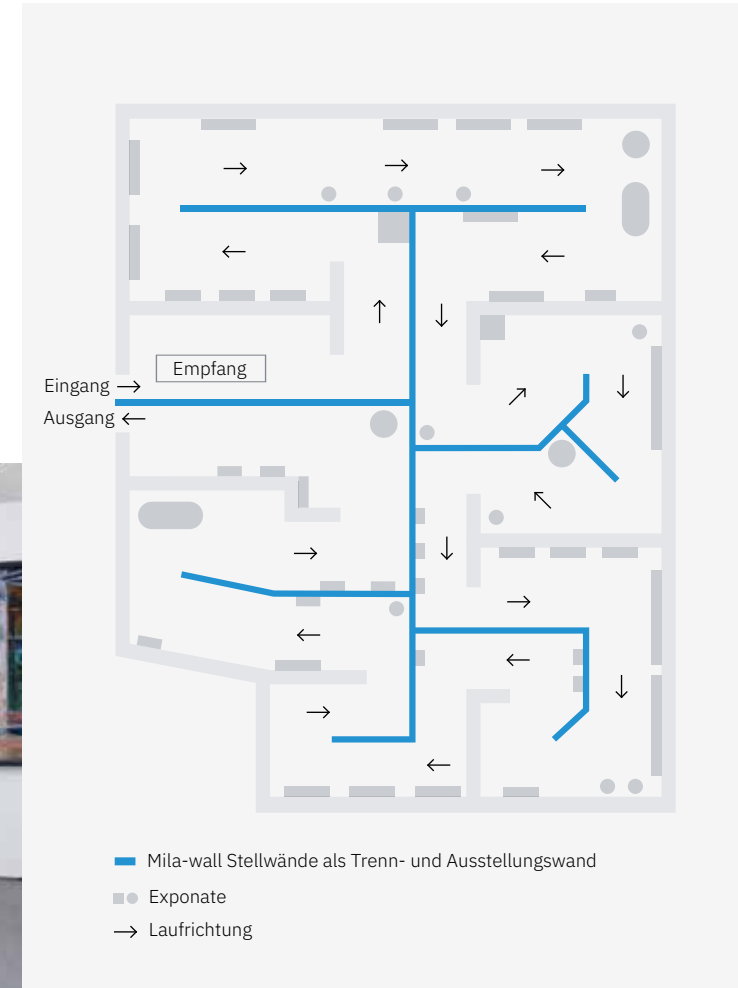 Empfang
Eingang
Ausgang
Mila-wall Stellwände als Trenn- und Ausstellungswand
Exponate
Laufrichtung